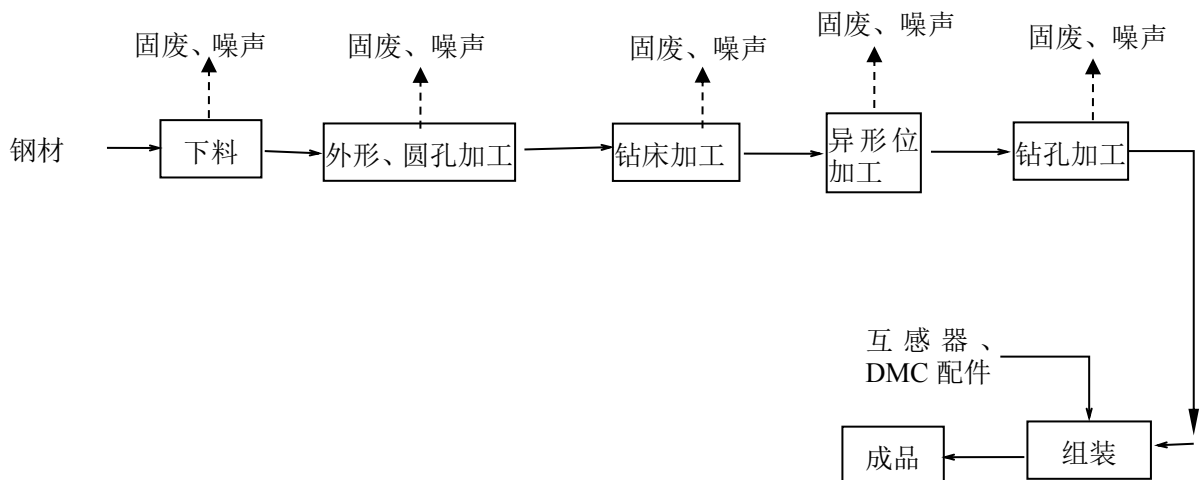 固废、噪声
固废、噪声
固废、噪声
固废、噪声
固废、噪声
钢材
下料
外形、圆孔加工
钻床加工
异形位
加工
钻孔加工
互感器、
DMC 配件
成品
组装